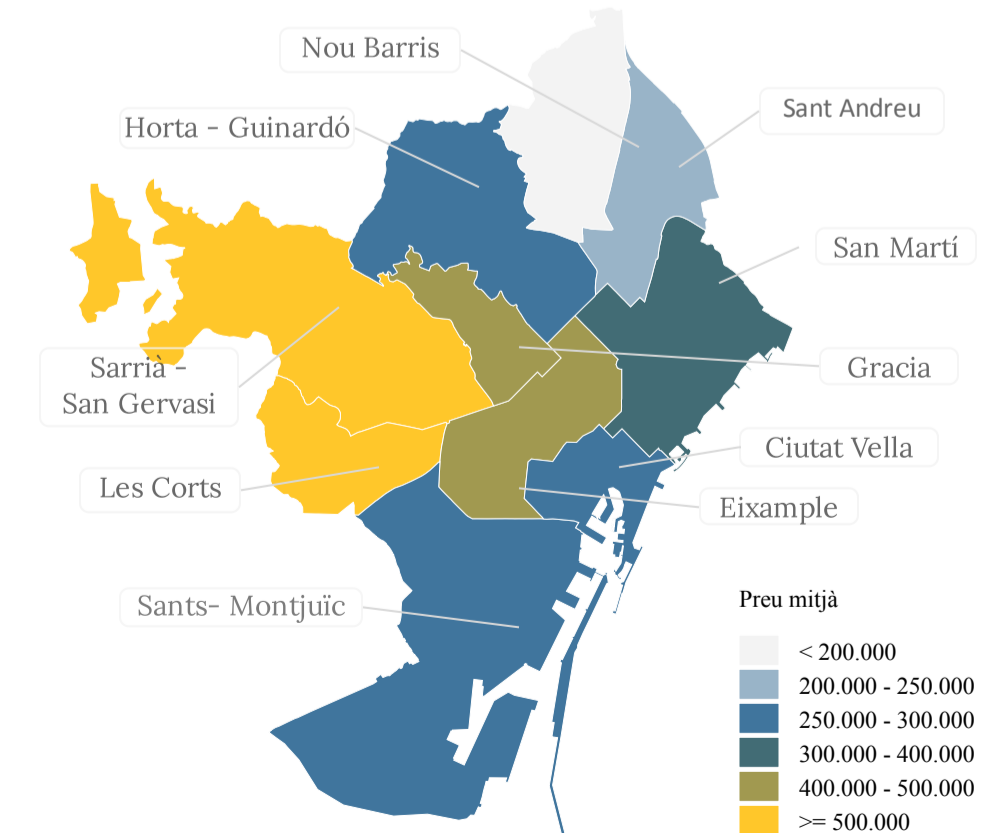 Nou Barris
Sant Andreu
Horta - Guinardó
San Martí
Sarrià -
San Gervasi
Gracia
Ciutat Vella
Les Corts
Eixample
Sants- Montjuïc
Preu mitjà
< 200.000
200.000 - 250.000
250.000 - 300.000
300.000 - 400.000
400.000 - 500.000
>= 500.000